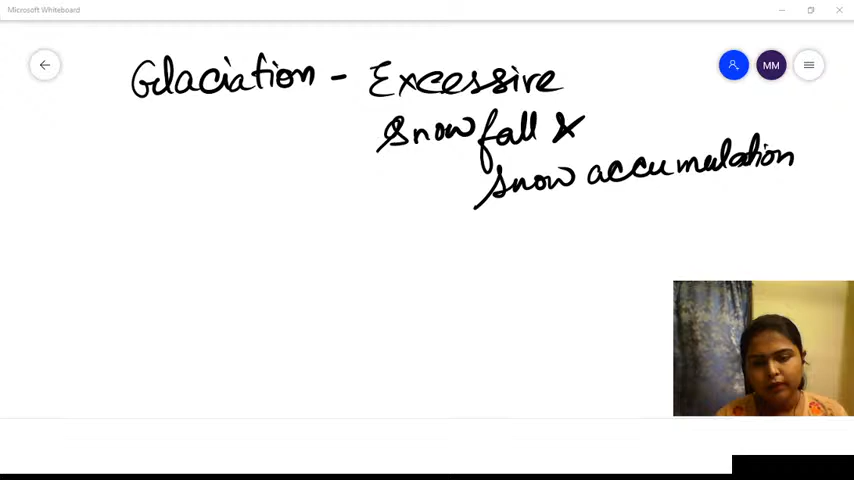 Microsoft Whiteboard
MM
Glaciation - Excessive
snowfall &
snow accumulation